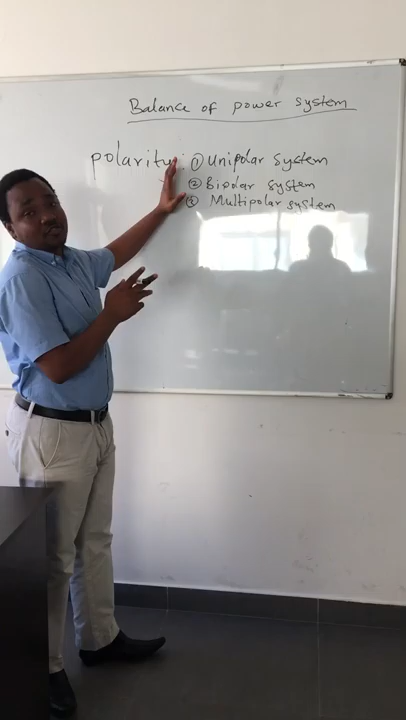 Balance of power system
polarity: ① Unipolar system
② Bipolar system
③ Multipolar system